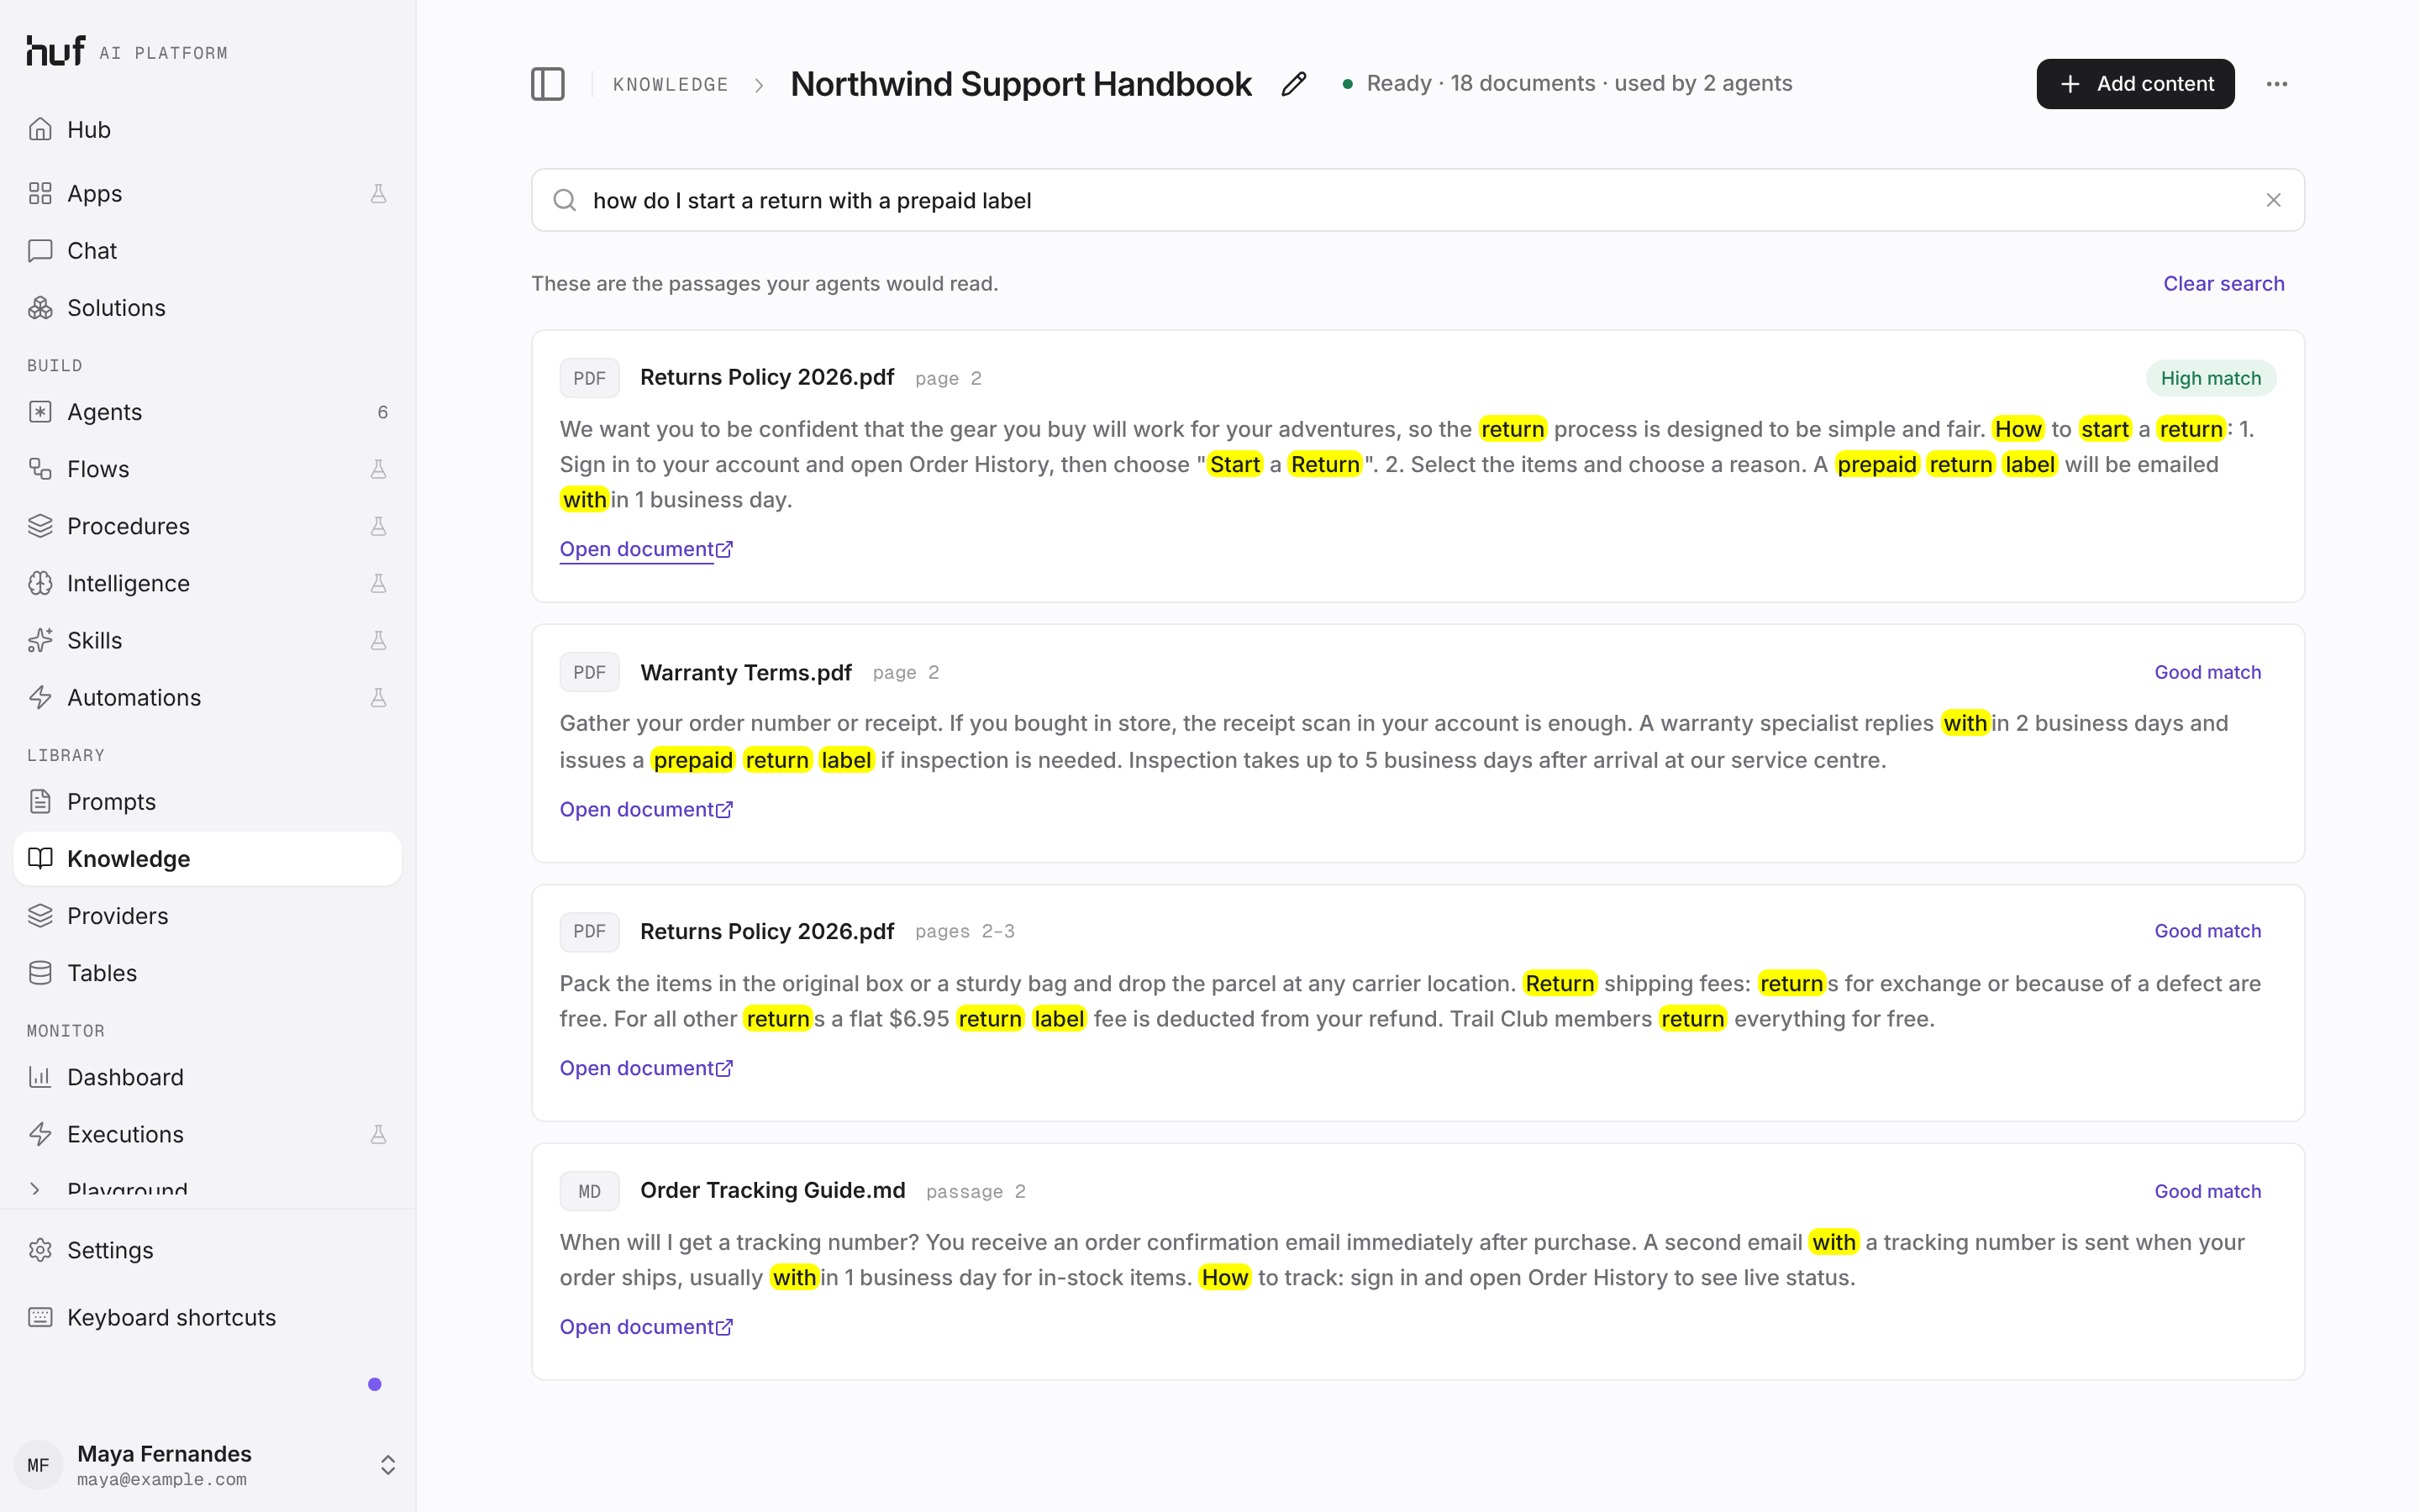 huf AI PLATFORM
Hub
Apps
Chat
Solutions
BUILD
Agents 6
Flows
Procedures
Intelligence
Skills
Automations
LIBRARY
Prompts
Knowledge
Providers
Tables
MONITOR
Dashboard
Executions
Playground
Settings
Keyboard shortcuts
MF
Maya Fernandes
maya@example.com
KNOWLEDGE > Northwind Support Handbook Ready · 18 documents · used by 2 agents
+ Add content
how do I start a return with a prepaid label
These are the passages your agents would read.
Clear search
PDF Returns Policy 2026.pdf page 2 High match
We want you to be confident that the gear you buy will work for your adventures, so the return process is designed to be simple and fair. How to start a return: 1.
Sign in to your account and open Order History, then choose "Start a Return". 2. Select the items and choose a reason. A prepaid return label will be emailed
within 1 business day.
Open document
PDF Warranty Terms.pdf page 2 Good match
Gather your order number or receipt. If you bought in store, the receipt scan in your account is enough. A warranty specialist replies within 2 business days and
issues a prepaid return label if inspection is needed. Inspection takes up to 5 business days after arrival at our service centre.
Open document
PDF Returns Policy 2026.pdf pages 2–3 Good match
Pack the items in the original box or a sturdy bag and drop the parcel at any carrier location. Return shipping fees: returns for exchange or because of a defect are
free. For all other returns a flat $6.95 return label fee is deducted from your refund. Trail Club members return everything for free.
Open document
MD Order Tracking Guide.md passage 2 Good match
When will I get a tracking number? You receive an order confirmation email immediately after purchase. A second email with a tracking number is sent when your
order ships, usually within 1 business day for in-stock items. How to track: sign in and open Order History to see live status.
Open document